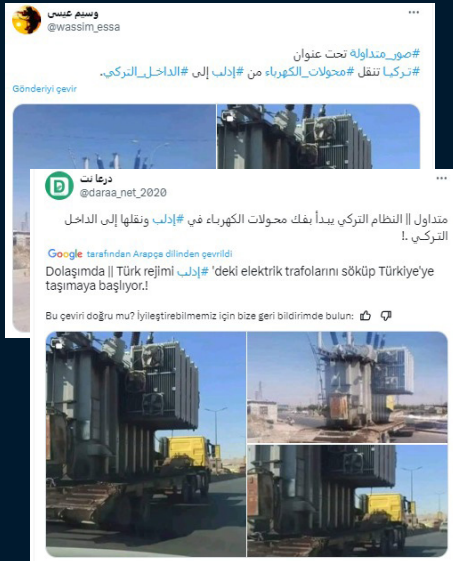 وسيم عيسى
@wassim_essa
#صور_متداولة تحت عنوان
#تركيا تنقل #محولات_الكهرباء من #إدلب إلى #الداخل_التركي.
Gönderiyi çevir
درعا نت
@daraa_net_2020
متداول || النظام التركي يبدأ بفك محولات الكهرباء في #إدلب ونقلها إلى الداخل
التركي .!
Google tarafından Arapça dilinden çevrildi
Dolaşımda || Türk rejimi #إدلب 'deki elektrik trafolarını söküp Türkiye'ye
taşımaya başlıyor.!
Bu çeviri doğru mu? İyileştirebilmemiz için bize geri bildirimde bulun: